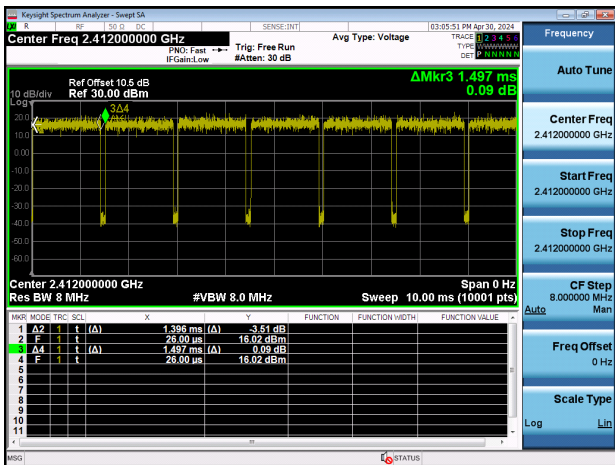 Keysight Spectrum Analyzer - Swept SA
R RF 50 Ω DC SENSE:INT 03:05:51 PM Apr 30, 2024
Center Freq 2.412000000 GHz
PNO: Fast
IFGain:Low
Trig: Free Run
#Atten: 30 dB
Avg Type: Voltage
TRACE 1 2 3 4 5 6
TYPE WWWWWW
DET P N N N N N
Ref Offset 10.5 dB
10 dB/div Ref 30.00 dBm
ΔMkr3 1.497 ms
0.09 dB
Log
20.0
10.0
0.00
-10.0
-20.0
-30.0
-40.0
-50.0
-60.0
3Δ4
Center 2.412000000 GHz Span 0 Hz
Res BW 8 MHz #VBW 8.0 MHz Sweep 10.00 ms (10001 pts)
MKR MODE TRC SCL X Y FUNCTION FUNCTION WIDTH FUNCTION VALUE
1 Δ2 1 t (Δ) 1.396 ms (Δ) -3.51 dB
2 F 1 t 26.00 µs 16.02 dBm
3 Δ4 1 t (Δ) 1.497 ms (Δ) 0.09 dB
4 F 1 t 26.00 µs 16.02 dBm
5
6
7
8
9
10
11
MSG STATUS
Frequency
Auto Tune
Center Freq
2.412000000 GHz
Start Freq
2.412000000 GHz
Stop Freq
2.412000000 GHz
CF Step
8.000000 MHz
Auto Man
Freq Offset
0 Hz
Scale Type
Log Lin